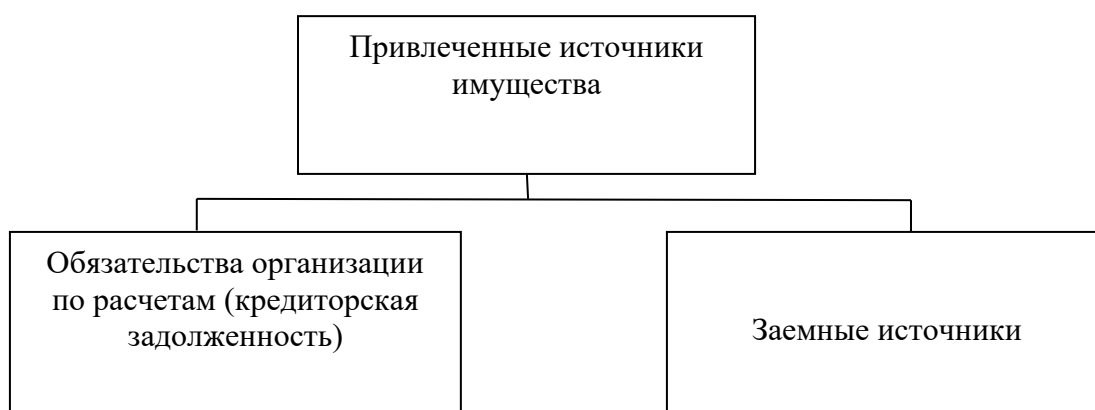 Привлеченные источники
имущества
Обязательства организации
по расчетам (кредиторская
задолженность)
Заемные источники